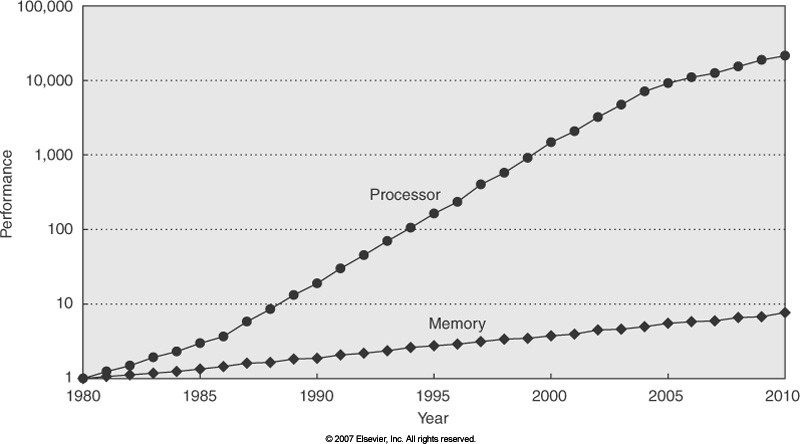 100,000
10,000
1,000
100
10
1
Performance
Processor
Memory
1980 1985 1990 1995 2000 2005 2010
Year
© 2007 Elsevier, Inc. All rights reserved.